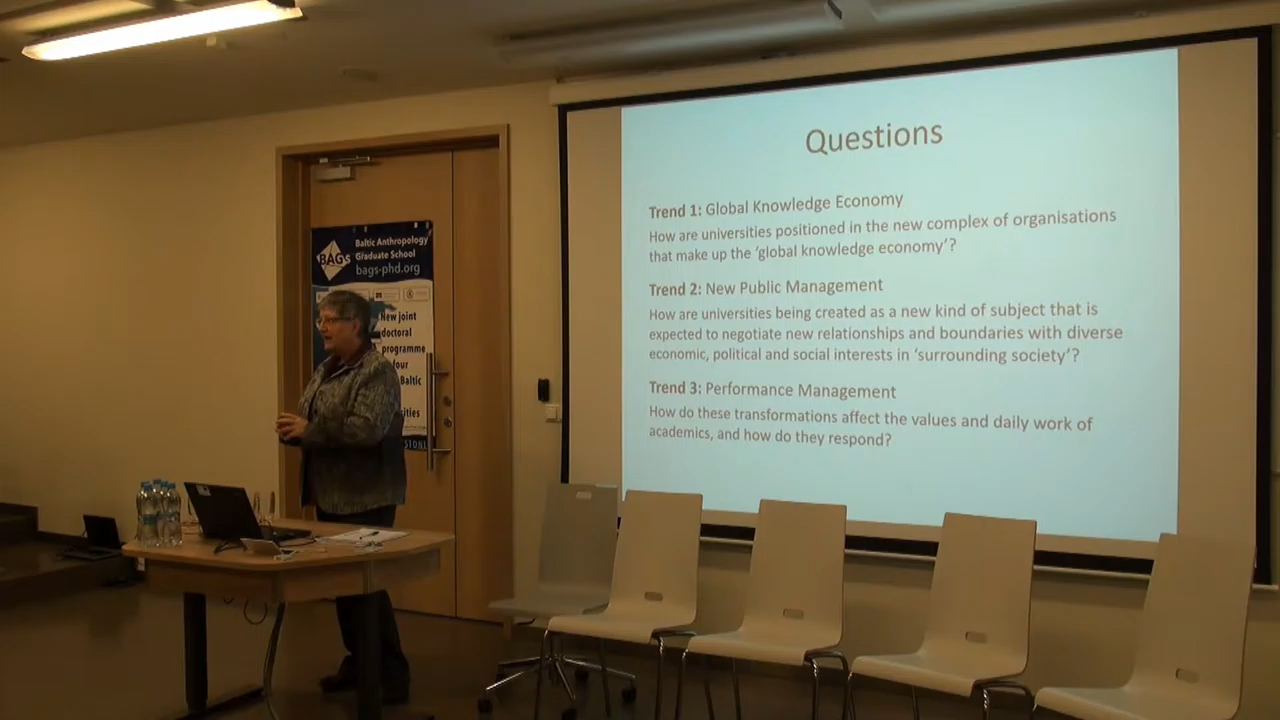 Questions
Trend 1: Global Knowledge Economy
How are universities positioned in the new complex of organisations
that make up the ‘global knowledge economy’?
Trend 2: New Public Management
How are universities being created as a new kind of subject that is
expected to negotiate new relationships and boundaries with diverse
economic, political and social interests in ‘surrounding society’?
Trend 3: Performance Management
How do these transformations affect the values and daily work of
academics, and how do they respond?
BAGs
Baltic Anthropology
Graduate School
bags-phd.org
New joint
doctoral
programme
four
Baltic